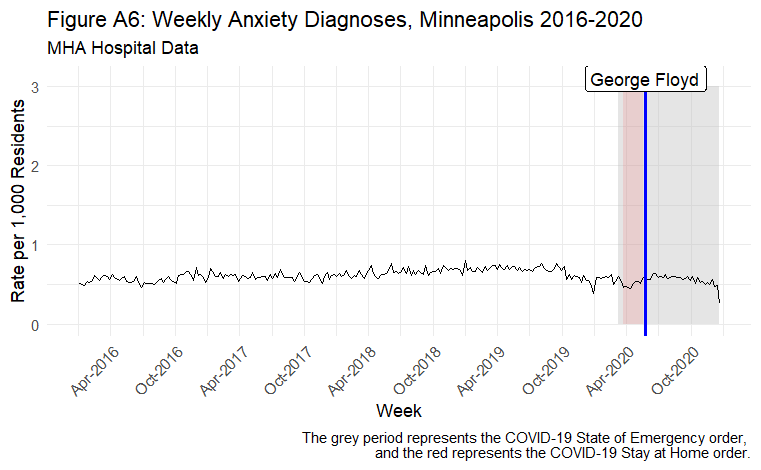 Figure A6: Weekly Anxiety Diagnoses, Minneapolis 2016-2020
MHA Hospital Data
George Floyd
Rate per 1,000 Residents
3
2
1
0
Apr-2016
Oct-2016
Apr-2017
Oct-2017
Apr-2018
Oct-2018
Apr-2019
Oct-2019
Apr-2020
Oct-2020
Week
The grey period represents the COVID-19 State of Emergency order,
and the red represents the COVID-19 Stay at Home order.